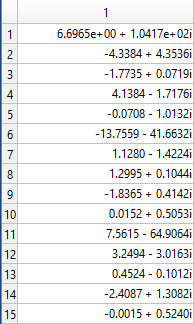 1
1 6.6965e+00 + 1.0417e+02i
2 -4.3384 + 4.3536i
3 -1.7735 + 0.0719i
4 4.1384 - 1.7176i
5 -0.0708 - 1.0132i
6 -13.7559 - 41.6632i
7 1.1280 - 1.4224i
8 1.2995 + 0.1044i
9 -1.8365 + 0.4142i
10 0.0152 + 0.5053i
11 7.5615 - 64.9064i
12 3.2494 - 3.0163i
13 0.4524 - 0.1012i
14 -2.4087 + 1.3082i
15 -0.0015 + 0.5240i